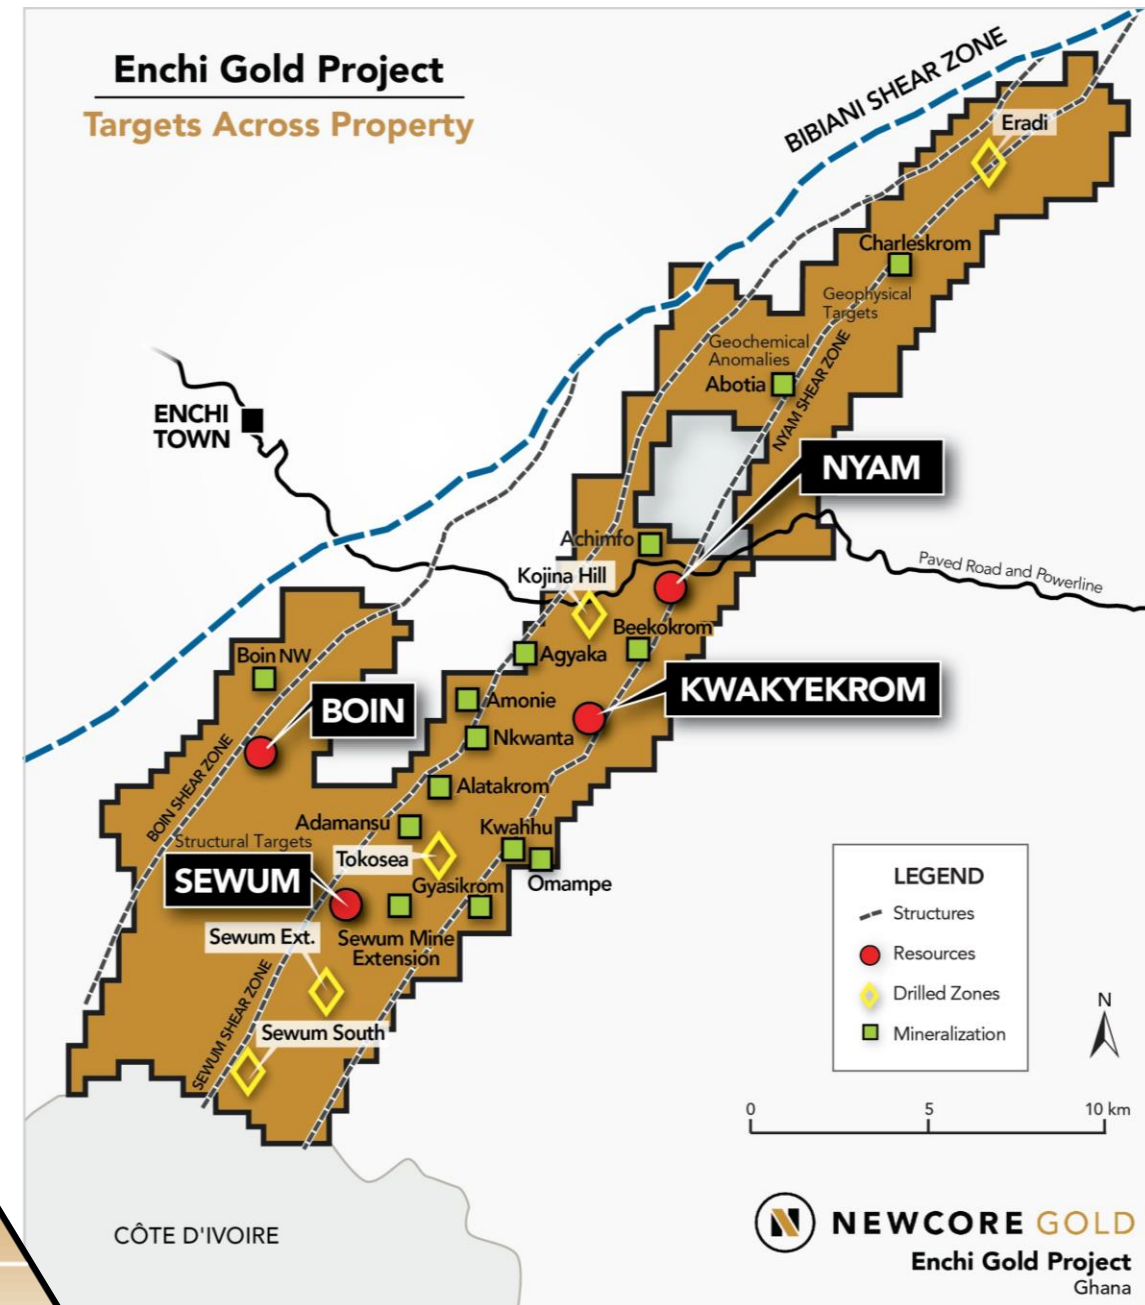 Enchi Gold Project
Targets Across Property
BIBIANI SHEAR ZONE
Eradi
Charleskrom
Geophysical
Targets
Geochemical
Anomalies
Abotia
NYAM SHEAR ZONE
ENCHI
TOWN
NYAM
Achimfo
Paved Road and Powerline
Kojina Hill
Beekokrom
Boin NW
Agyaka
KWAKYEKROM
BOIN
Amonie
Nkwanta
BOIN SHEAR ZONE
Alatakrom
Adamansu
Kwahhu
Structural Targets
Tokosea
Omampe
SEWUM
Gyasikrom
Sewum Ext.
Sewum Mine
Extension
SEWUM SHEAR ZONE
Sewum South
LEGEND
Structures
Resources
Drilled Zones
Mineralization
N
0 5 10 km
CÔTE D'IVOIRE
N NEWCORE GOLD
Enchi Gold Project
Ghana